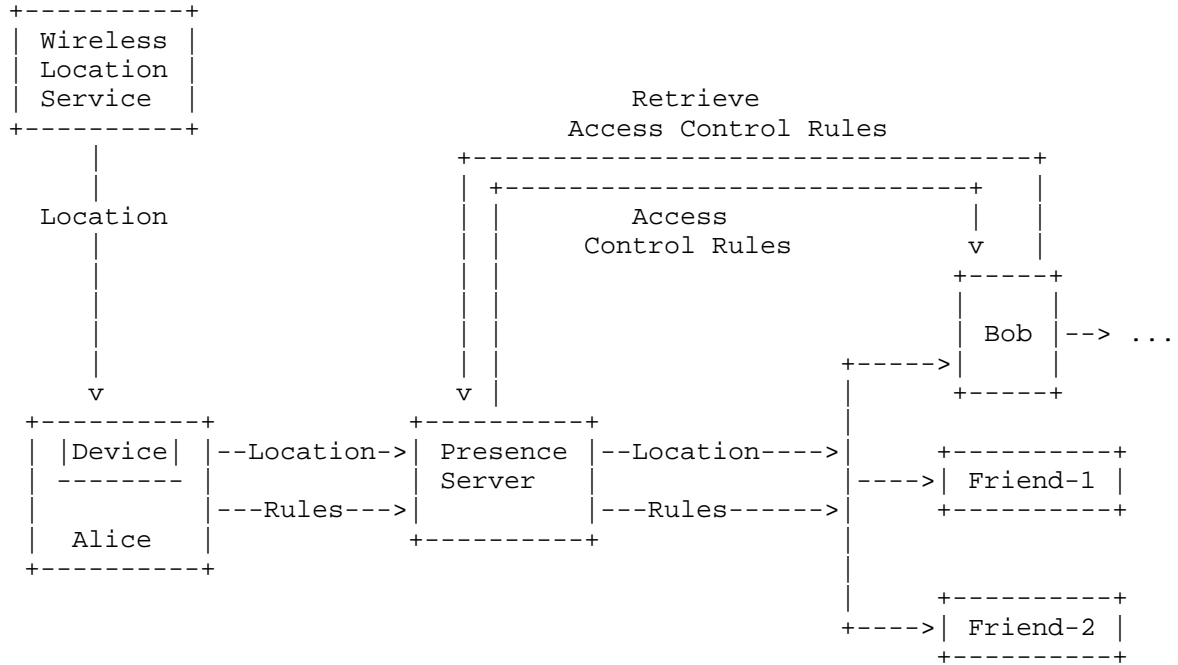 Wireless
Location
Service
Retrieve
Access Control Rules
Location
Access
Control Rules
Bob --> ...
|Device| --Location-> Presence --Location---->
Server
Friend-1
---Rules---> ---Rules------>
Alice
Friend-2